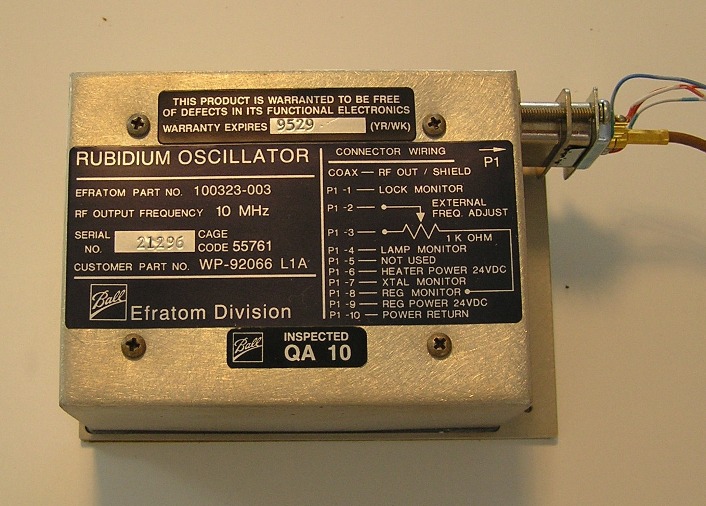 THIS PRODUCT IS WARRANTED TO BE FREE
OF DEFECTS IN ITS FUNCTIONAL ELECTRONICS
WARRANTY EXPIRES 9529 (YR/WK)
RUBIDIUM OSCILLATOR
EFRATOM PART NO. 100323-003
RF OUTPUT FREQUENCY 10 MHz
SERIAL NO. 21296 CAGE CODE 55761
CUSTOMER PART NO. WP-92066 L1A
Ball Efratom Division
CONNECTOR WIRING P1
COAX — RF OUT / SHIELD
P1 -1 — LOCK MONITOR
P1 -2 — EXTERNAL FREQ. ADJUST
P1 -3 — 1 K OHM
P1 -4 — LAMP MONITOR
P1 -5 — NOT USED
P1 -6 — HEATER POWER 24VDC
P1 -7 — XTAL MONITOR
P1 -8 — REG MONITOR
P1 -9 — REG POWER 24VDC
P1 -10 — POWER RETURN
Ball INSPECTED
QA 10